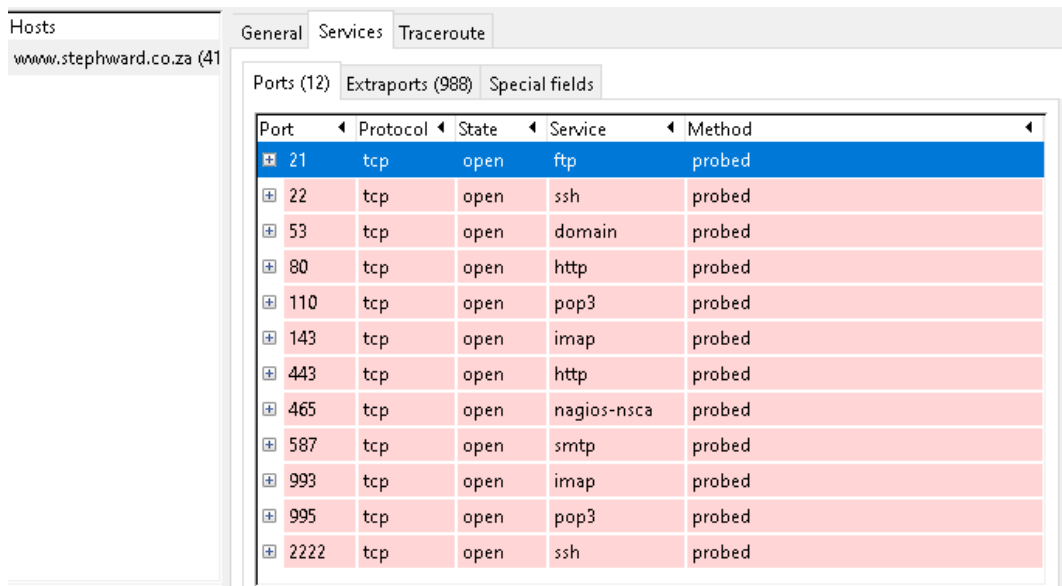 Hosts
www.stephward.co.za (41
General Services Traceroute
Ports (12) Extraports (988) Special fields
Port Protocol State Service Method
21 tcp open ftp probed
22 tcp open ssh probed
53 tcp open domain probed
80 tcp open http probed
110 tcp open pop3 probed
143 tcp open imap probed
443 tcp open http probed
465 tcp open nagios-nsca probed
587 tcp open smtp probed
993 tcp open imap probed
995 tcp open pop3 probed
2222 tcp open ssh probed